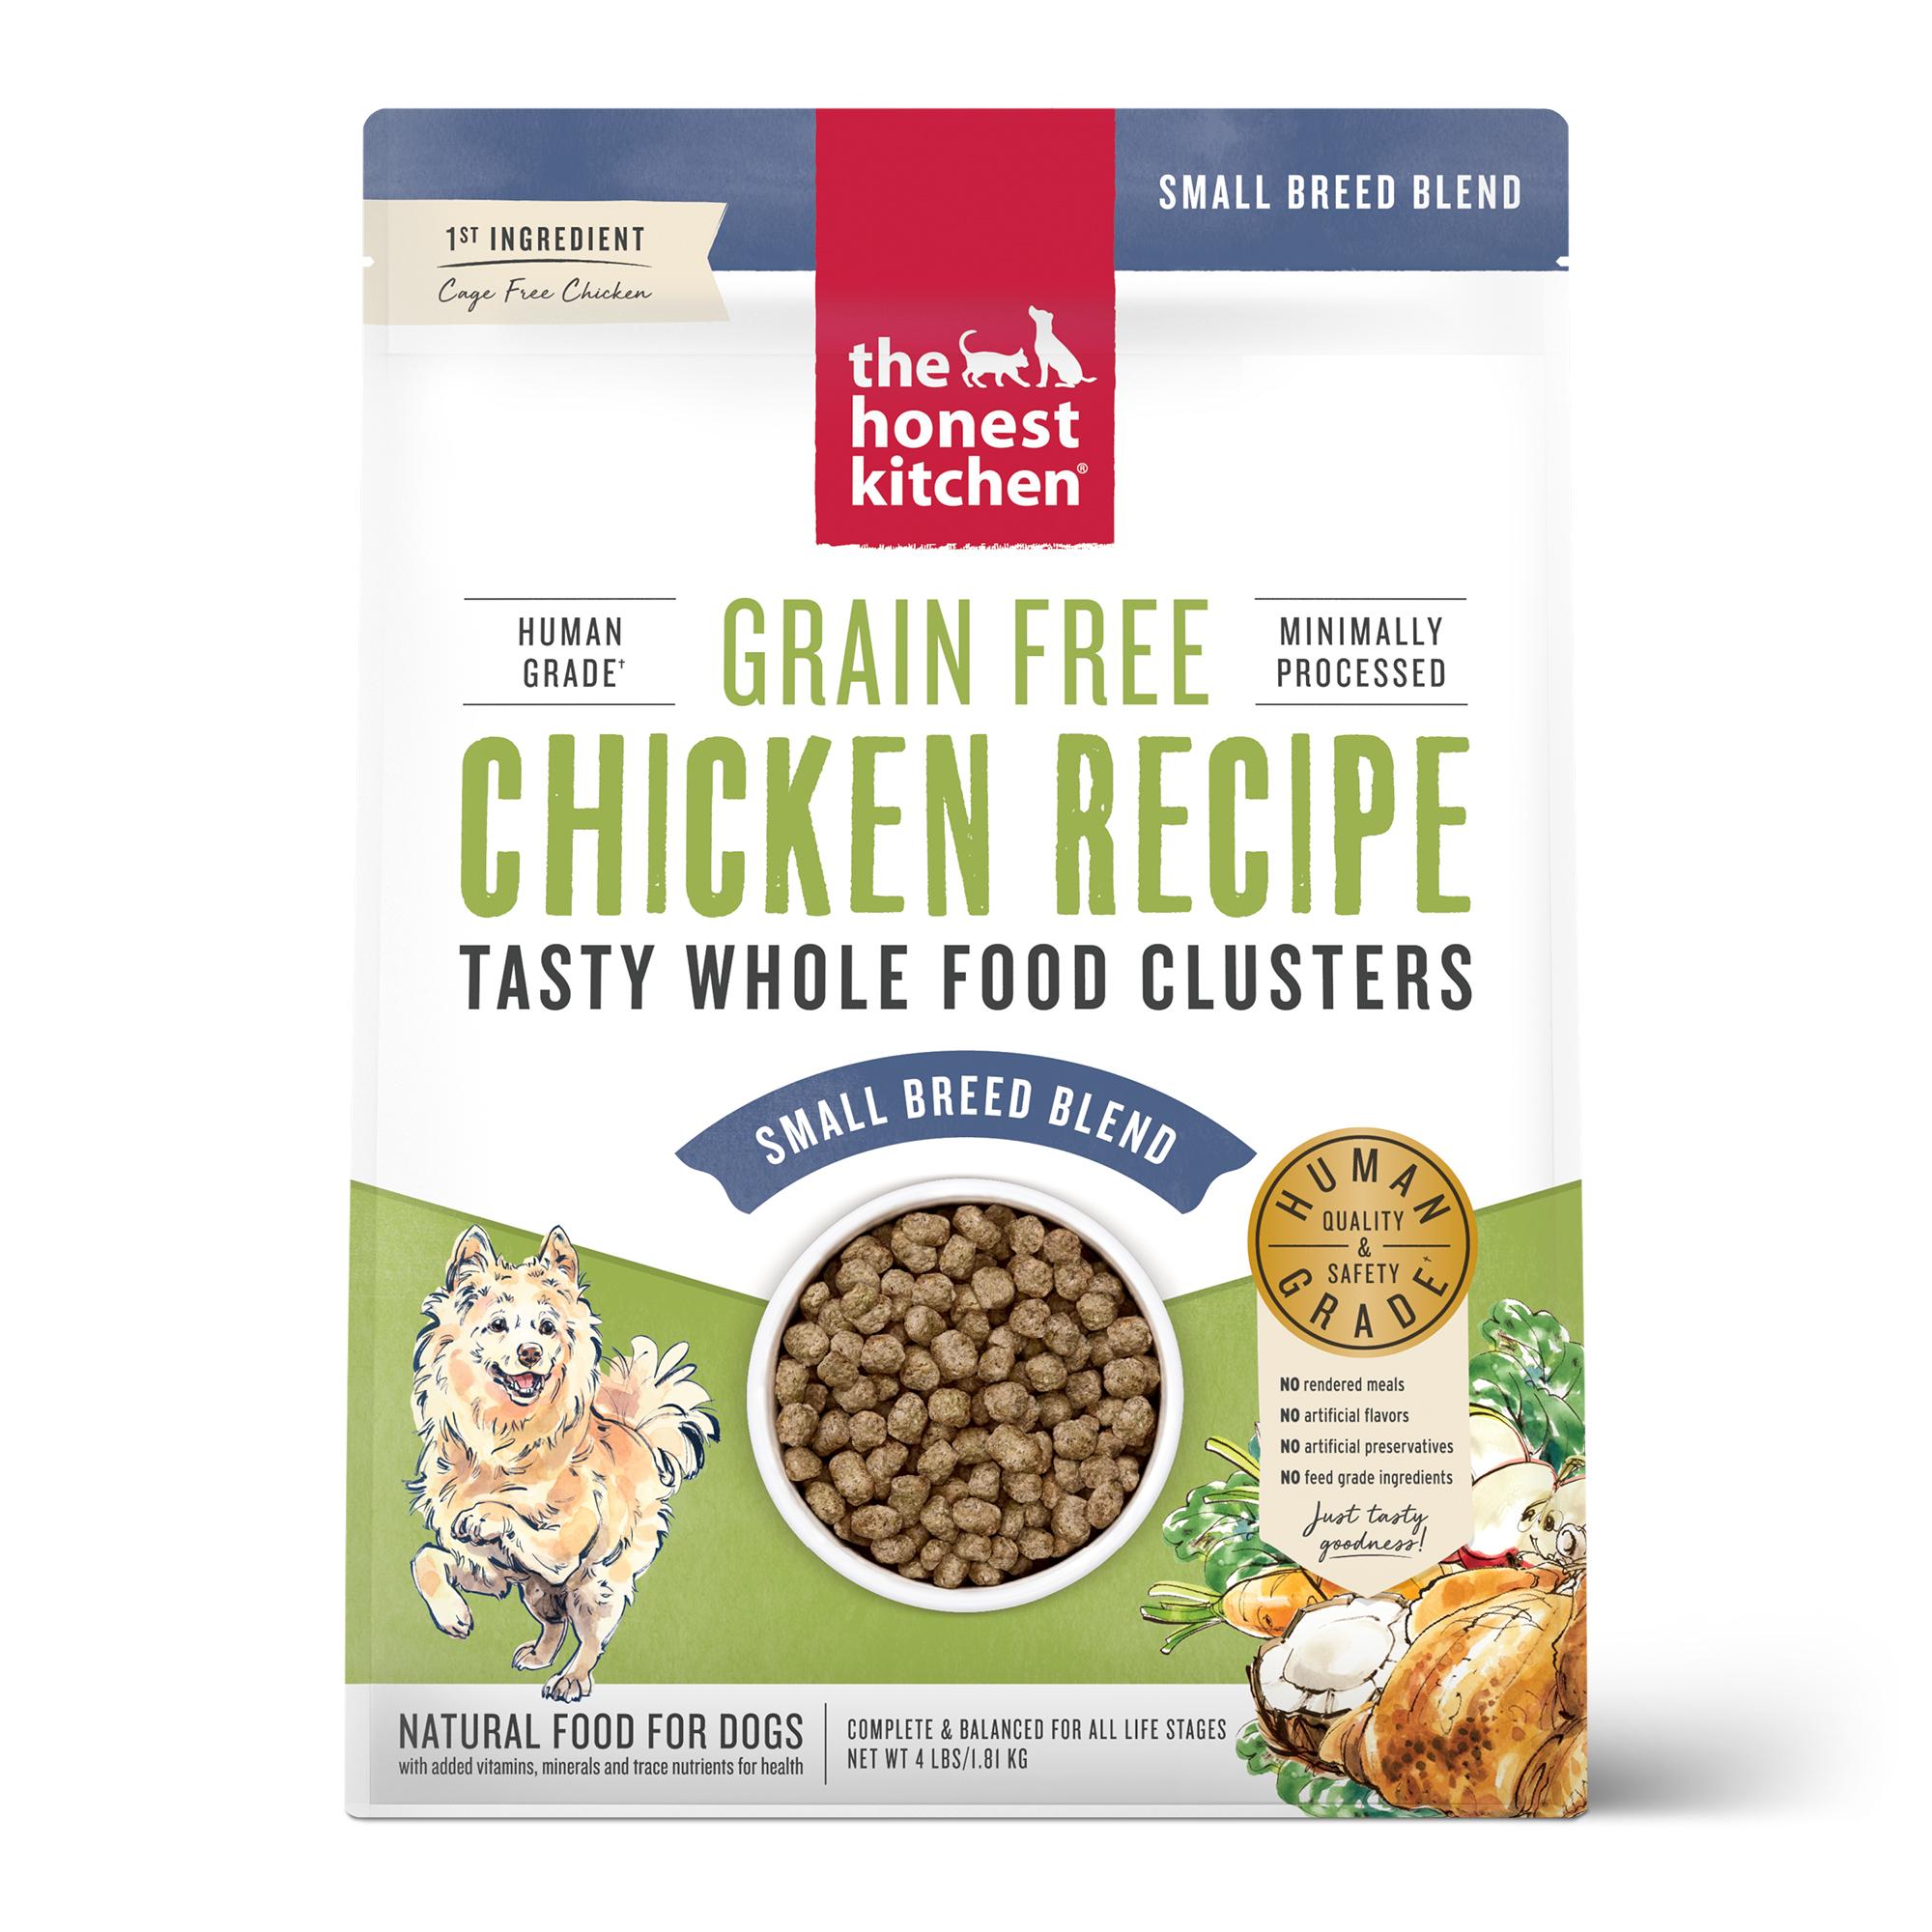 SMALL BREED BLEND
1ST INGREDIENT
Cage Free Chicken
the
honest
kitchen®
HUMAN
GRADE†
GRAIN FREE
MINIMALLY
PROCESSED
CHICKEN RECIPE
TASTY WHOLE FOOD CLUSTERS
SMALL BREED BLEND
HUMAN
QUALITY
&
SAFETY
GRADE†
NO rendered meals
NO artificial flavors
NO artificial preservatives
NO feed grade ingredients
Just tasty
goodness!
NATURAL FOOD FOR DOGS
with added vitamins, minerals and trace nutrients for health
COMPLETE & BALANCED FOR ALL LIFE STAGES
NET WT 4 LBS/1.81 KG